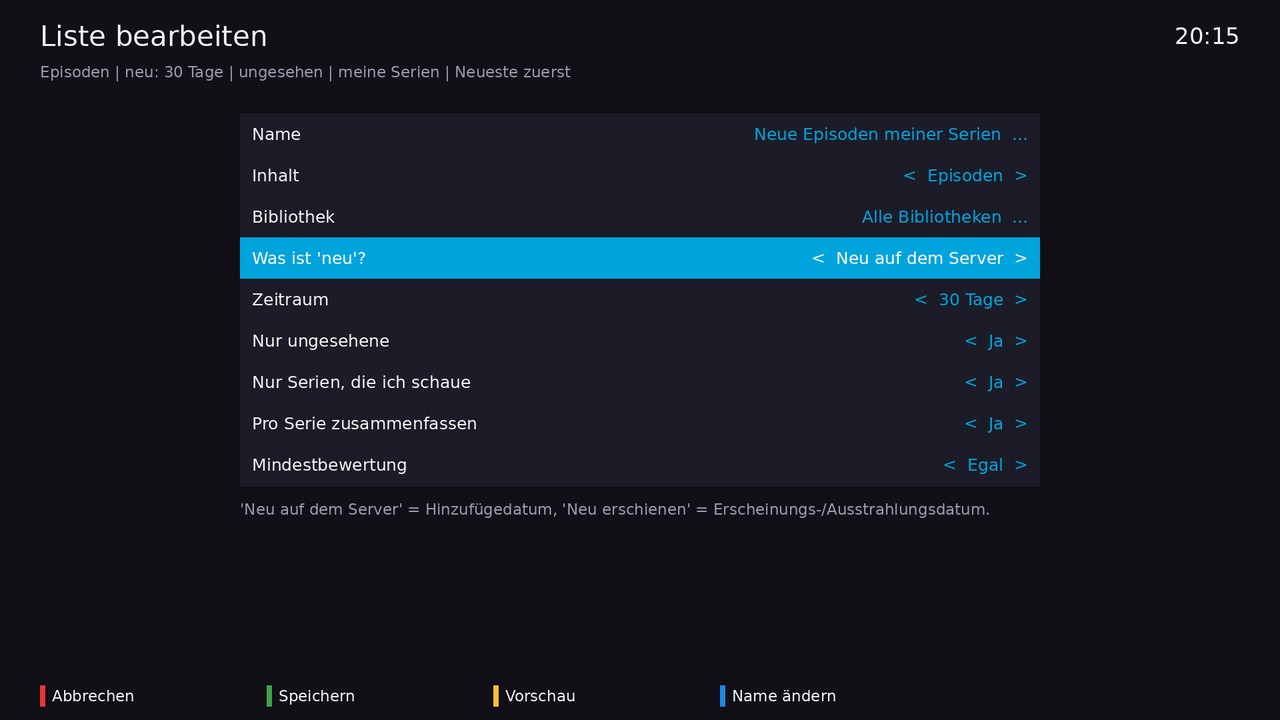 Liste bearbeiten
20:15
Episoden | neu: 30 Tage | ungesehen | meine Serien | Neueste zuerst
Name Neue Episoden meiner Serien ...
Inhalt < Episoden >
Bibliothek Alle Bibliotheken ...
Was ist 'neu'? < Neu auf dem Server >
Zeitraum < 30 Tage >
Nur ungesehene < Ja >
Nur Serien, die ich schaue < Ja >
Pro Serie zusammenfassen < Ja >
Mindestbewertung < Egal >
'Neu auf dem Server' = Hinzufügedatum, 'Neu erschienen' = Erscheinungs-/Ausstrahlungsdatum.
Abbrechen Speichern Vorschau Name ändern